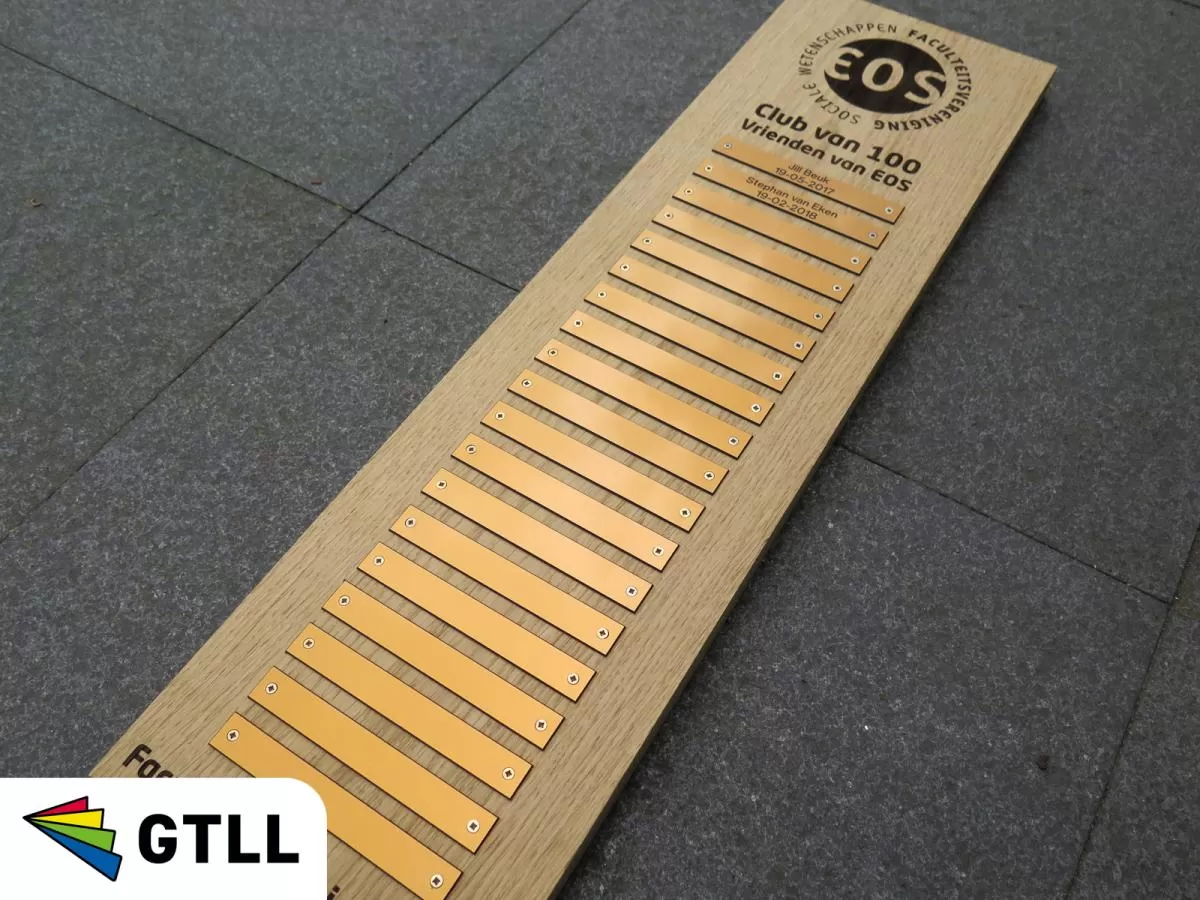 SOCIALE WETENSCHAPPEN FACULTEITSVERENIGING
EOS
Club van 100
Vrienden van EOS
Jill Beuk
19-05-2017
Stephan van Eken
19-02-2018
GTLL